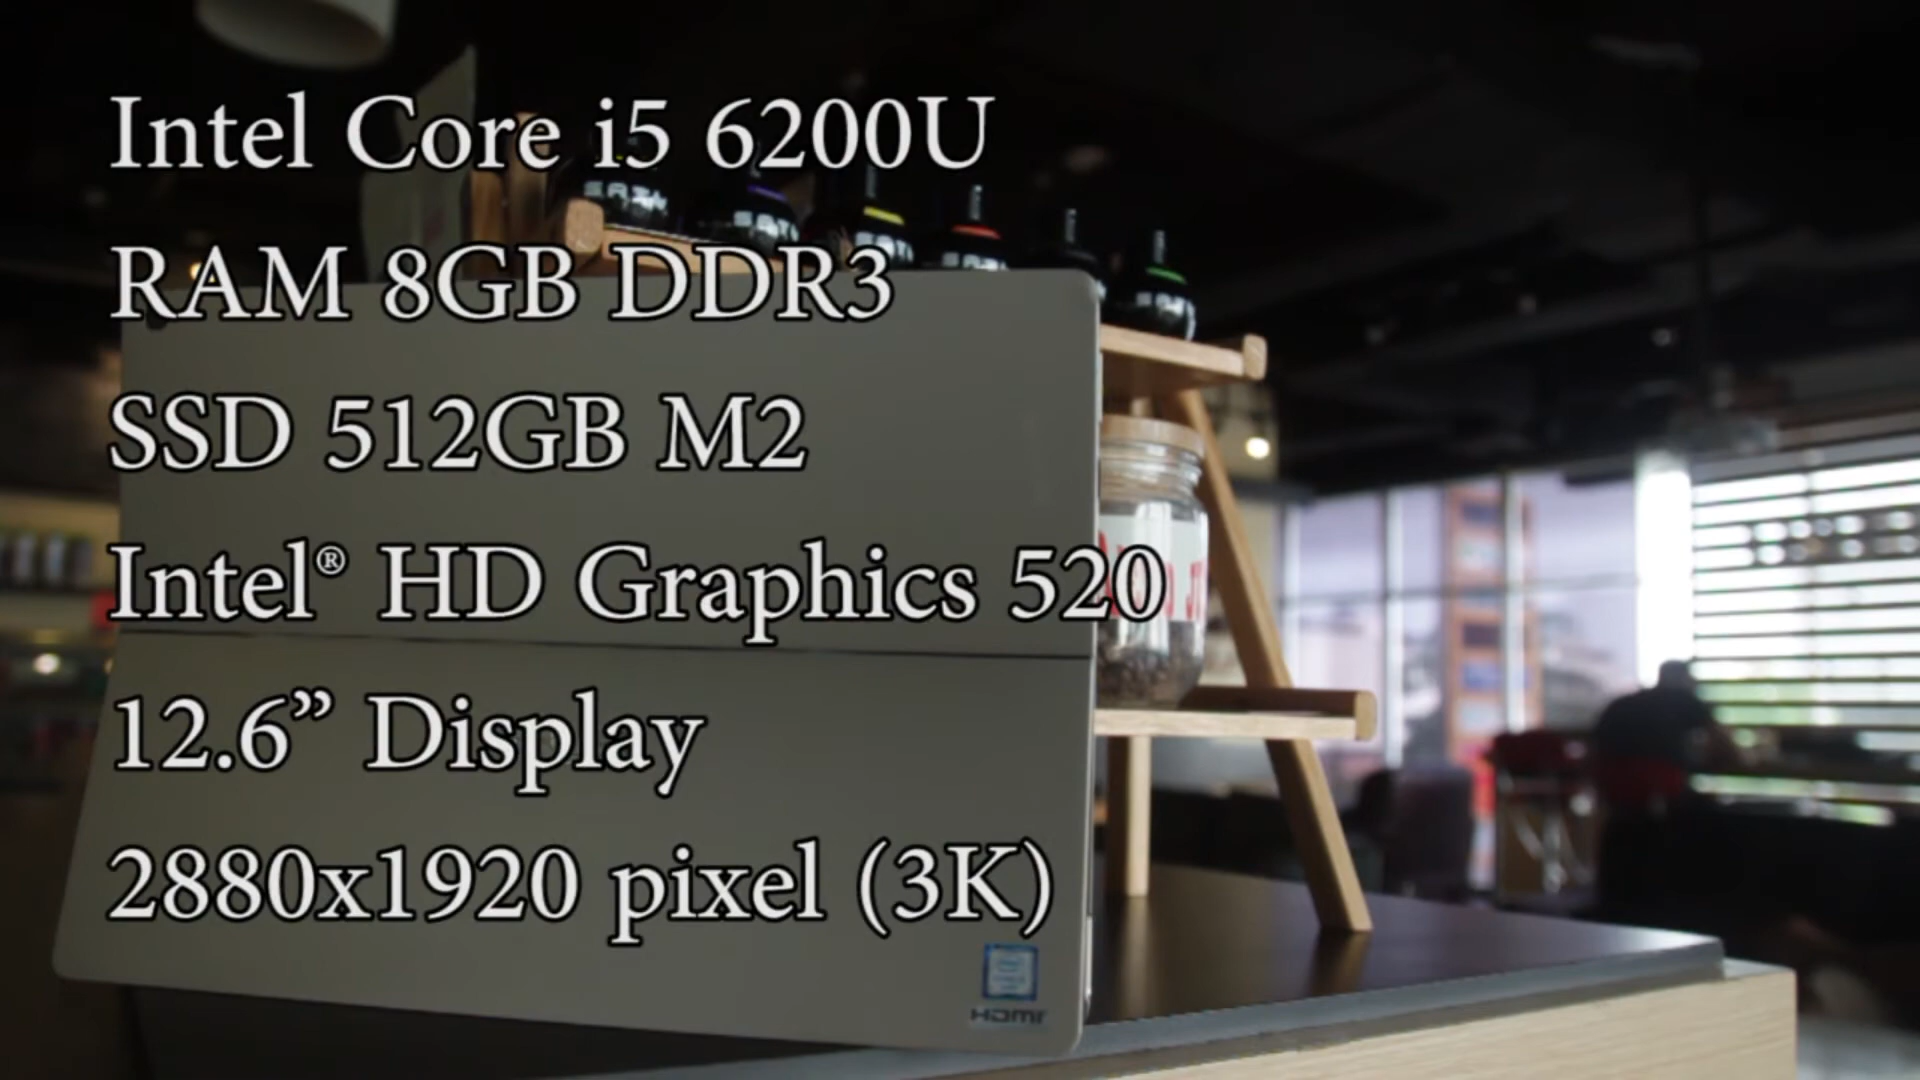 Intel Core i5 6200U
RAM 8GB DDR3
SSD 512GB M2
Intel® HD Graphics 520
12.6” Display
2880x1920 pixel (3K)
HDMI